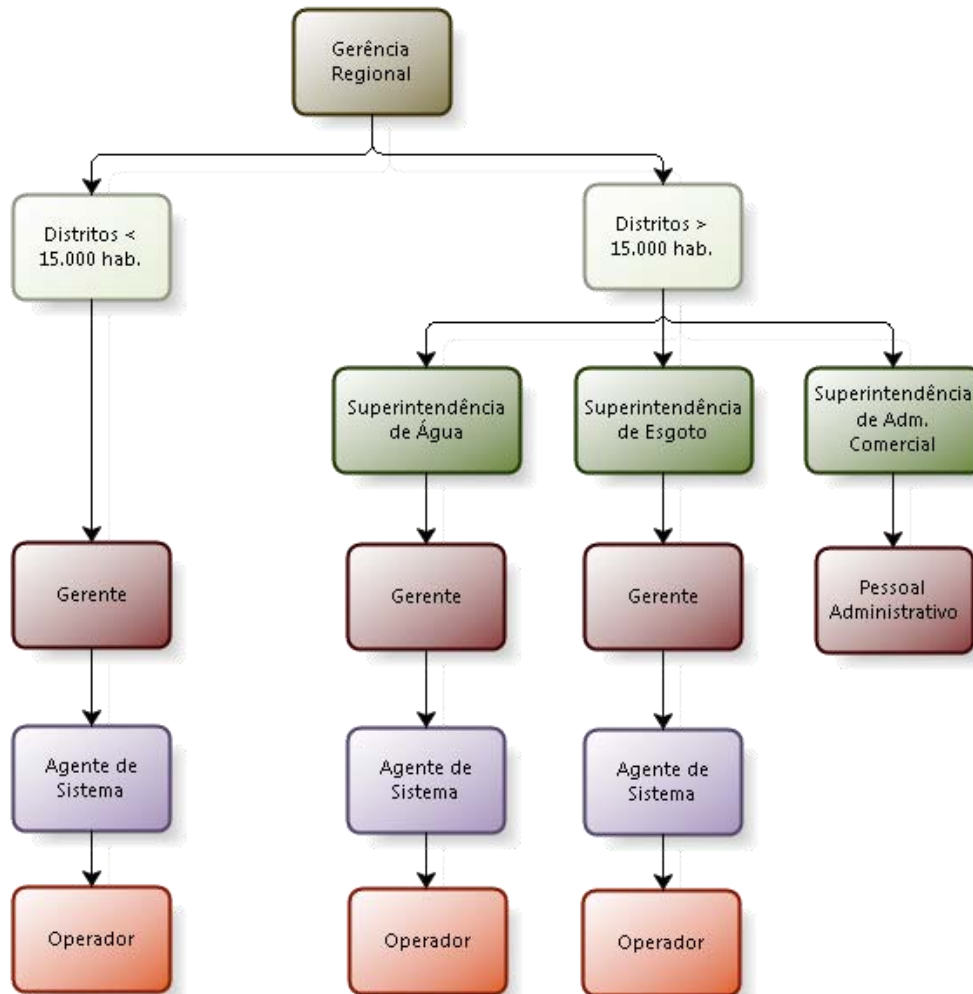 Gerência
Regional
Distritos <
15.000 hab.
Distritos >
15.000 hab.
Superintendência
de Água
Superintendência
de Esgoto
Superintendência
de Adm.
Comercial
Gerente
Gerente
Gerente
Pessoal
Administrativo
Agente de
Sistema
Agente de
Sistema
Agente de
Sistema
Operador
Operador
Operador